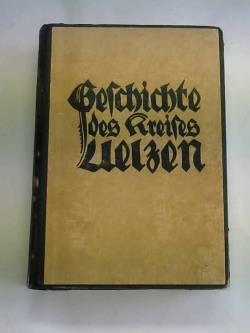 Geschichte
des Kreises
Uelzen